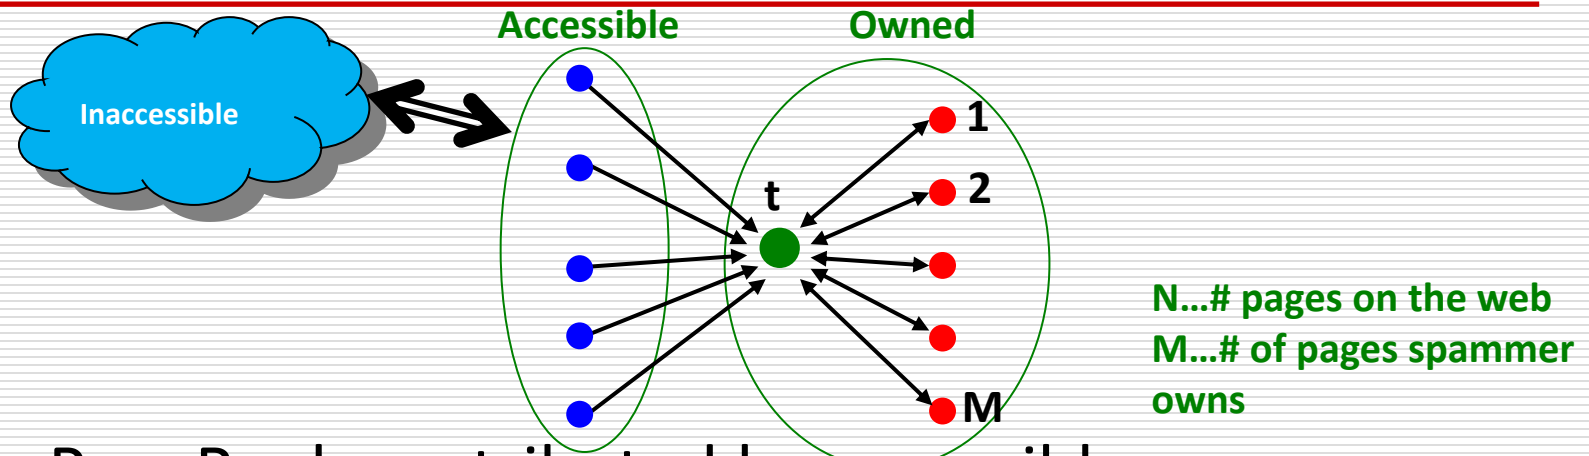 Accessible
Owned
Inaccessible
1
2
t
N...# pages on the web
M...# of pages spammer
owns
M